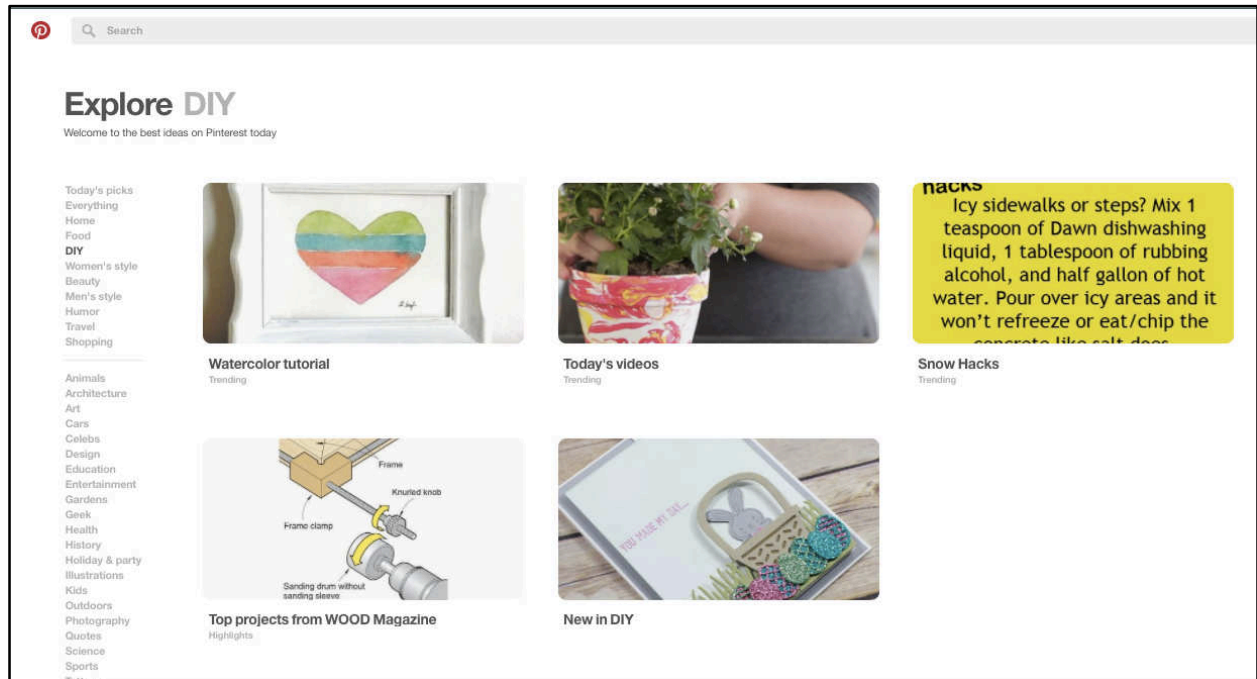 Search
Explore DIY
Welcome to the best ideas on Pinterest today
Today's picks
Everything
Home
Food
DIY
Women's style
Beauty
Men's style
Humor
Travel
Shopping
Animals
Architecture
Art
Cars
Celebs
Design
Education
Entertainment
Gardens
Geek
Health
History
Holiday & party
Illustrations
Kids
Outdoors
Photography
Quotes
Science
Sports
Watercolor tutorial
Trending
Today's videos
Trending
hacks
Icy sidewalks or steps? Mix 1
teaspoon of Dawn dishwashing
liquid, 1 tablespoon of rubbing
alcohol, and half gallon of hot
water. Pour over icy areas and it
won't refreeze or eat/chip the
concrete like salt does
Snow Hacks
Trending
Frame
Knurled knob
Frame clamp
Sanding drum without
sanding sleeve
Top projects from WOOD Magazine
Highlights
YOU MADE MY DAY...
New in DIY